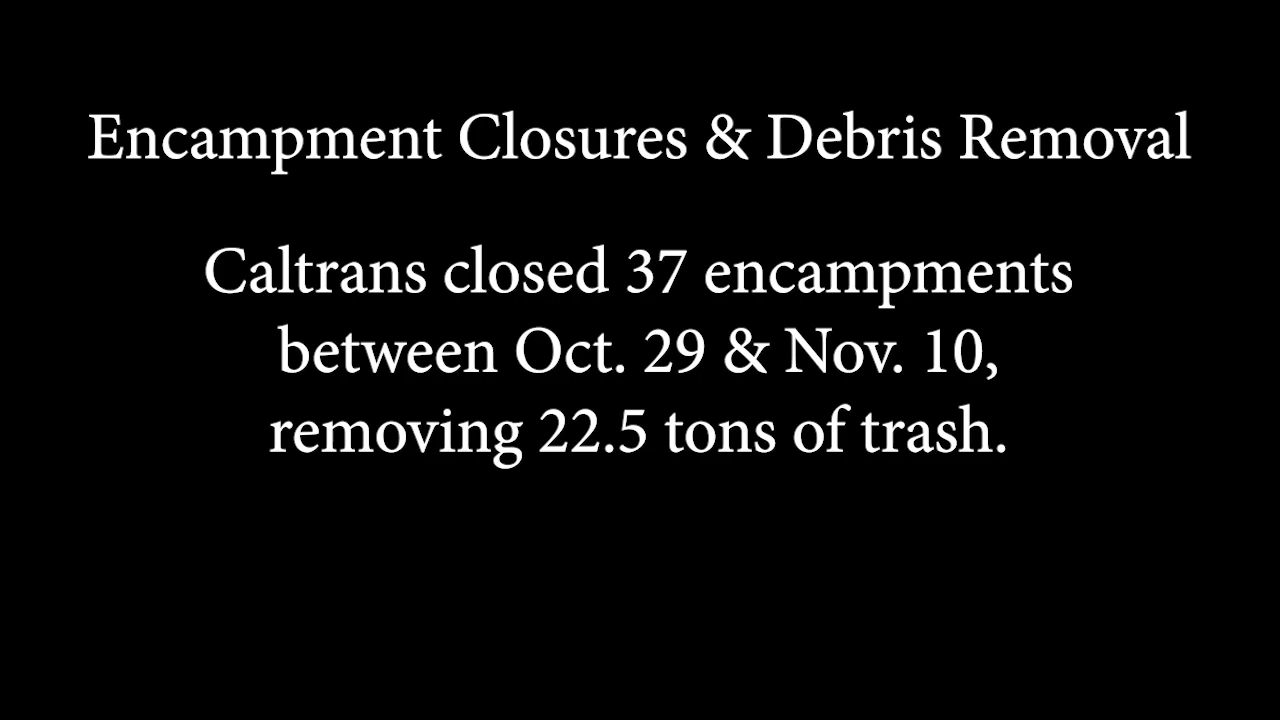 Encampment Closures & Debris Removal
Caltrans closed 37 encampments
between Oct. 29 & Nov. 10,
removing 22.5 tons of trash.